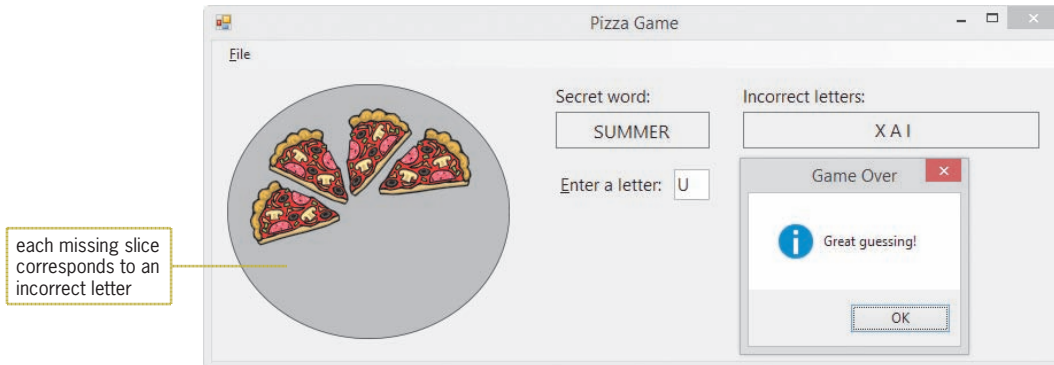 Pizza Game
File
Secret word:
Incorrect letters:
SUMMER
X A I
Enter a letter: U
Game Over
Great guessing!
OK
each missing slice
corresponds to an
incorrect letter